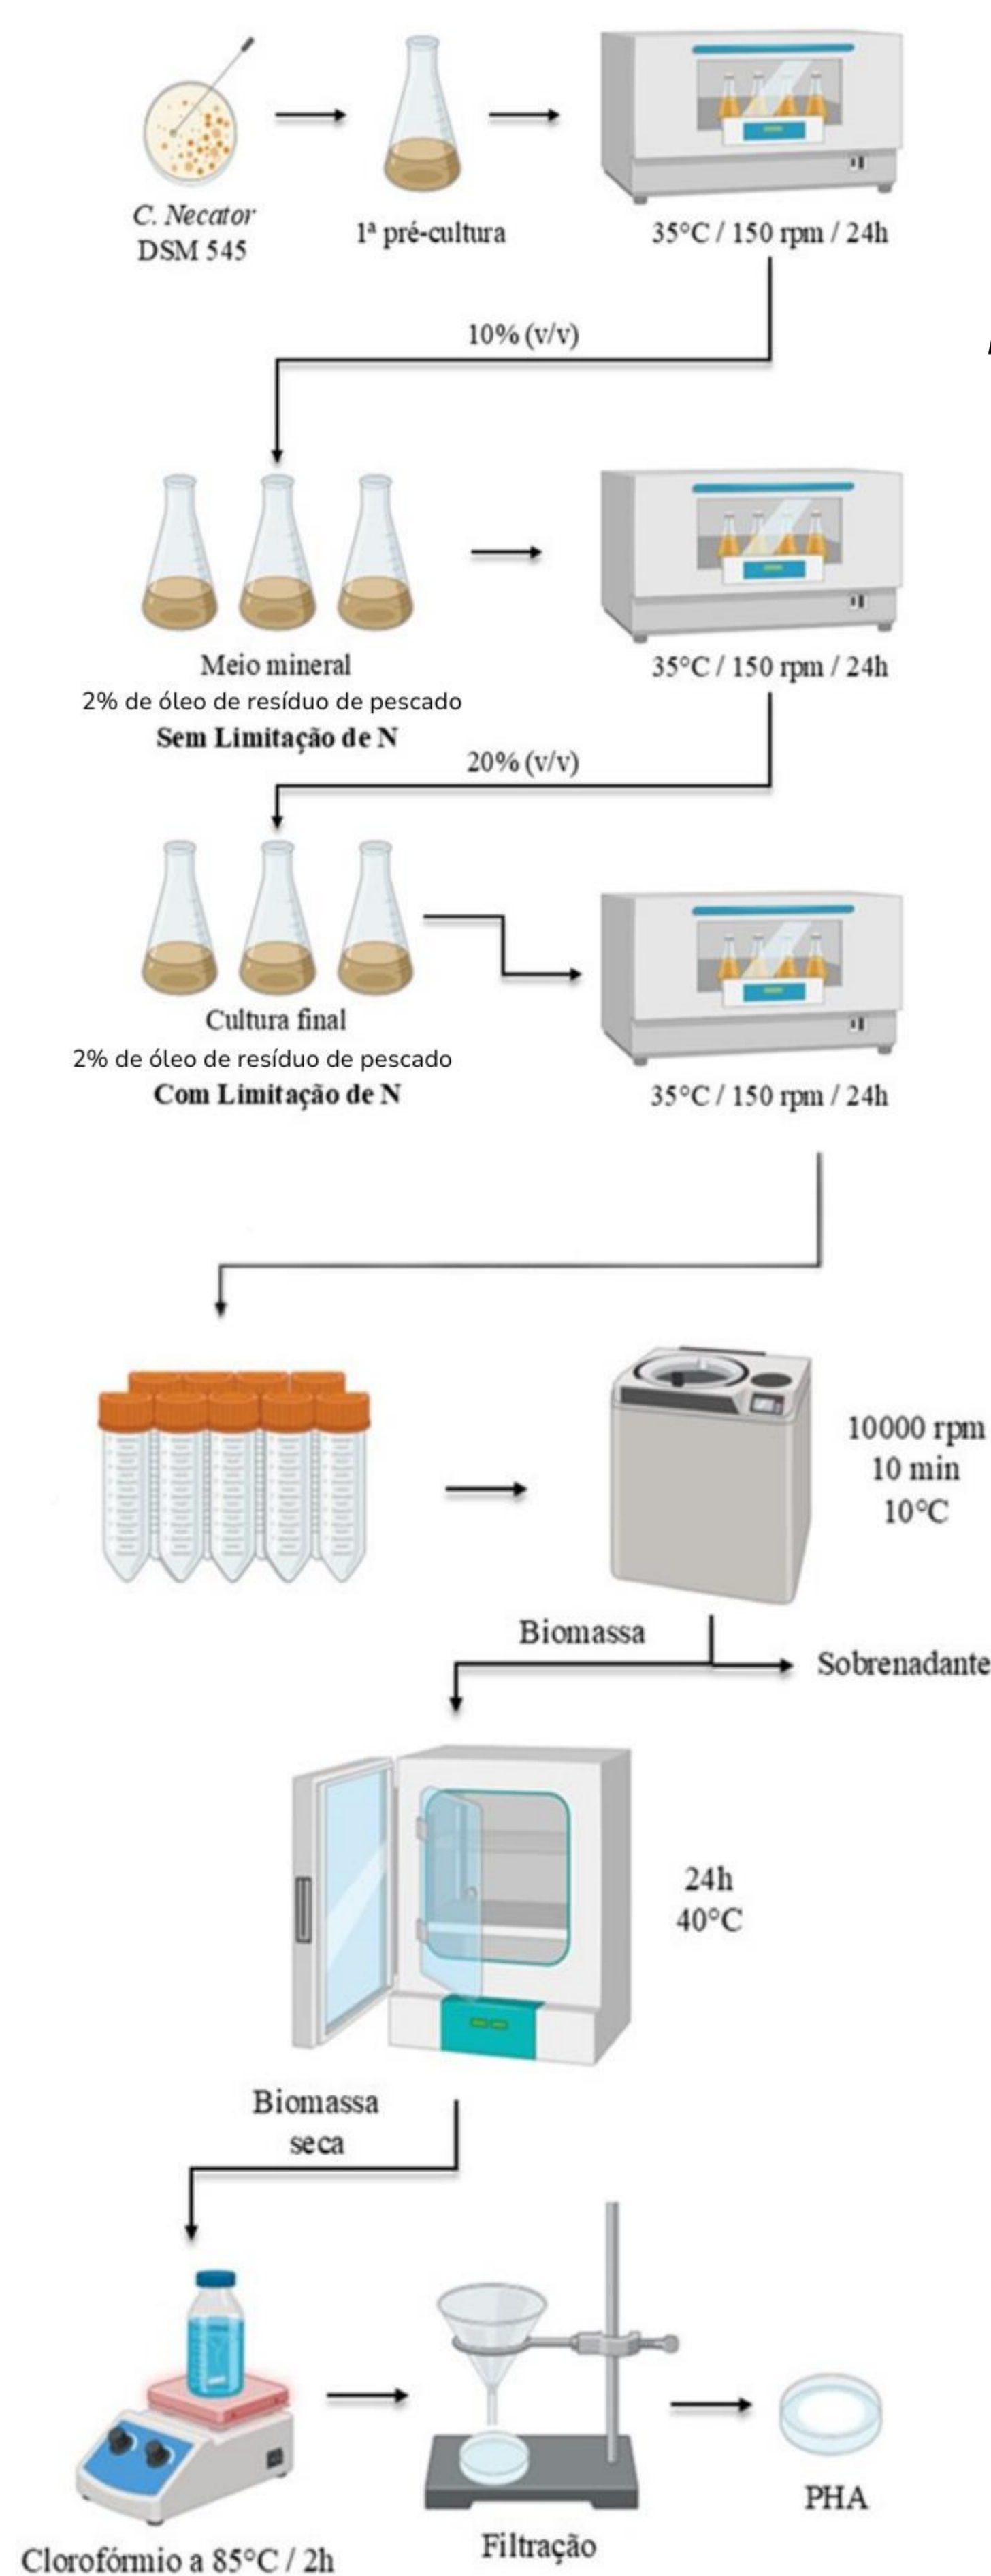 C. Necator
DSM 545
1ª pré-cultura
35°C / 150 rpm / 24h
10% (v/v)
Meio mineral
2% de óleo de resíduo de pescado
Sem Limitação de N
35°C / 150 rpm / 24h
20% (v/v)
Cultura final
2% de óleo de resíduo de pescado
Com Limitação de N
35°C / 150 rpm / 24h
10000 rpm
10 min
10°C
Biomassa
Sobrenadante
24h
40°C
Biomassa
seca
Clorofórmio a 85°C / 2h
Filtração
PHA